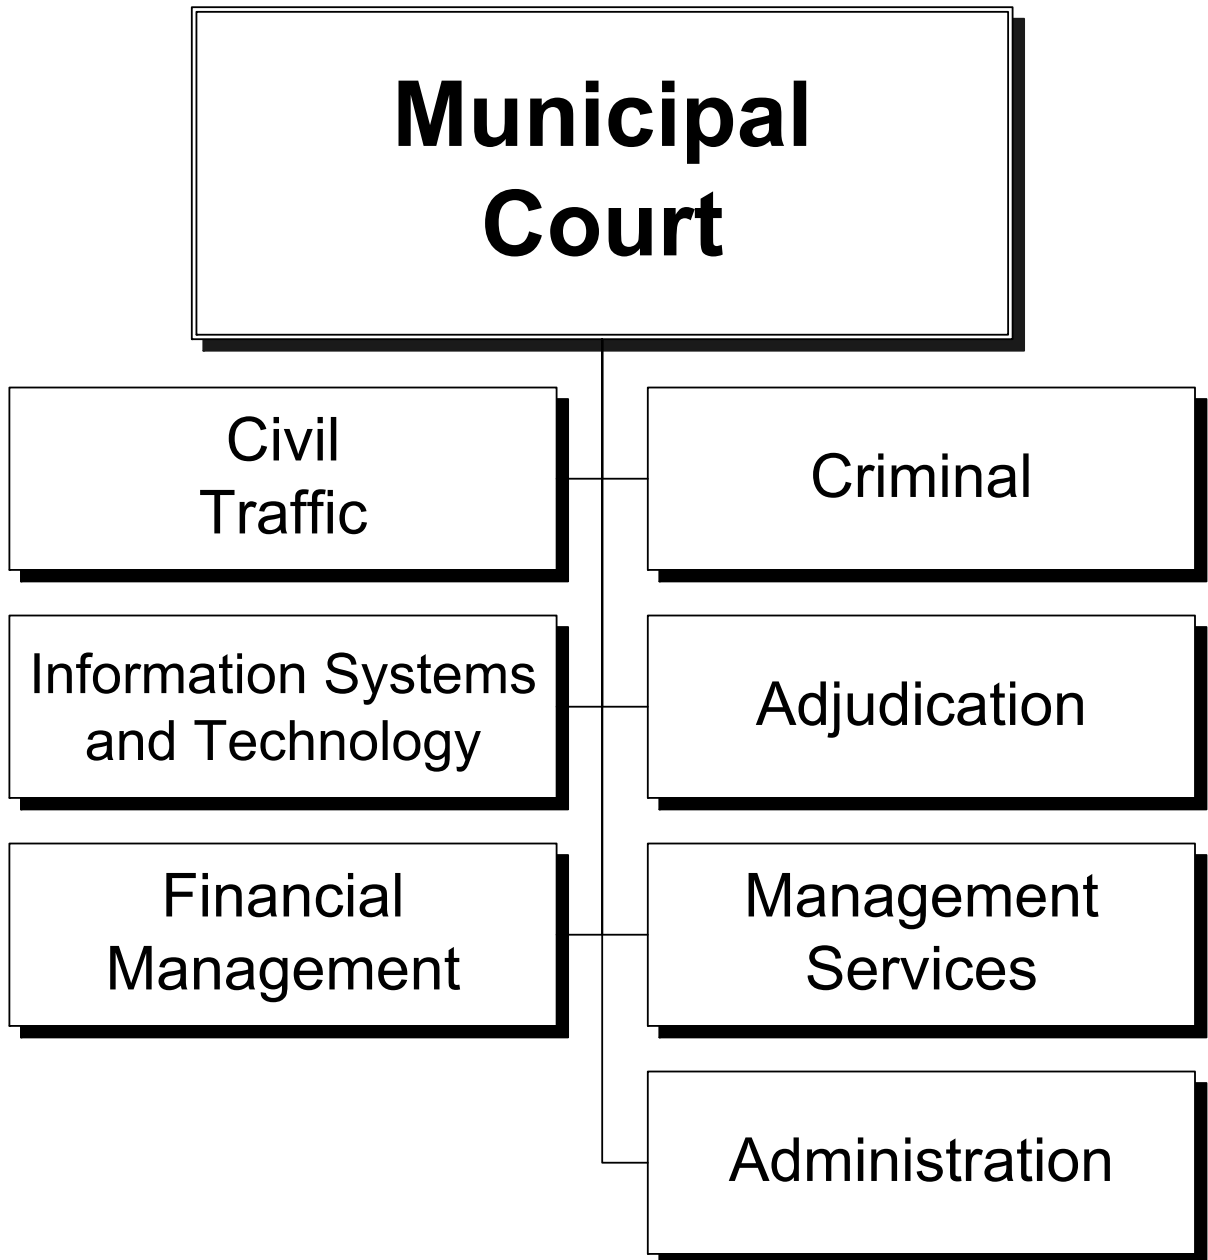 Municipal
Court
Civil
Traffic
Criminal
Information Systems
and Technology
Adjudication
Financial
Management
Management
Services
Administration